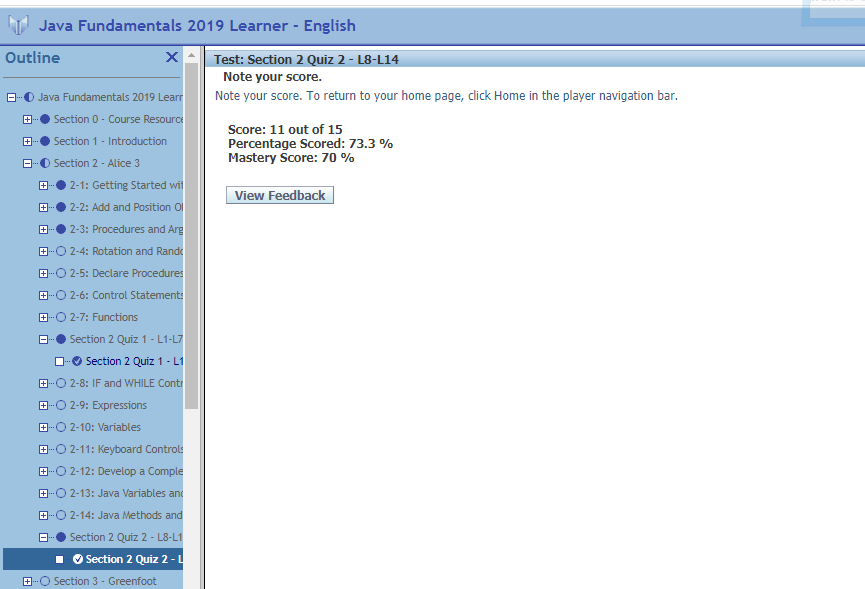 Java Fundamentals 2019 Learner - English
Outline
Java Fundamentals 2019 Learr
Section 0 - Course Resource
Section 1 - Introduction
Section 2 - Alice 3
2-1: Getting Started wit
2-2: Add and Position Ol
2-3: Procedures and Arg
2-4: Rotation and Rando
2-5: Declare Procedures
2-6: Control Statements
2-7: Functions
Section 2 Quiz 1 - L1-L7
Section 2 Quiz 1 - L1
2-8: IF and WHILE Contr
2-9: Expressions
2-10: Variables
2-11: Keyboard Controls
2-12: Develop a Comple
2-13: Java Variables and
2-14: Java Methods and
Section 2 Quiz 2 - L8-L1
Section 2 Quiz 2 - L
Section 3 - Greenfoot
Test: Section 2 Quiz 2 - L8-L14
Note your score.
Note your score. To return to your home page, click Home in the player navigation bar.
Score: 11 out of 15
Percentage Scored: 73.3 %
Mastery Score: 70 %
View Feedback